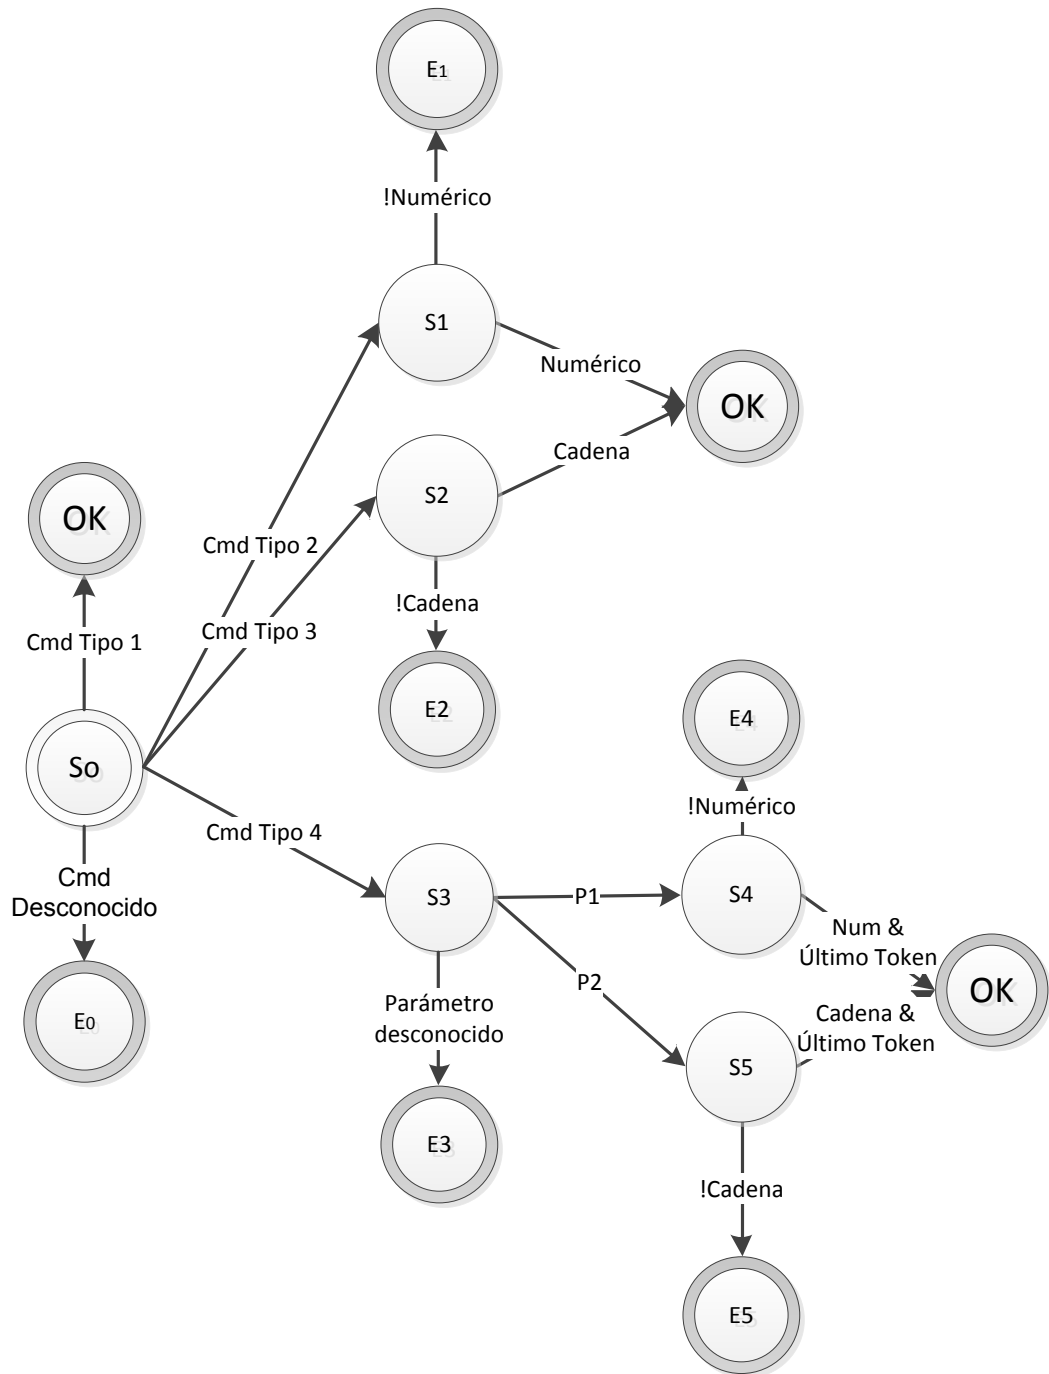 E1
!Numérico
S1
Numérico
OK
Cadena
S2
OK
Cmd Tipo 2
!Cadena
Cmd Tipo 3
Cmd Tipo 1
E2
E4
So
!Numérico
Cmd Tipo 4
Cmd
Desconocido
S3
P1
S4
Num &
Último Token
P2
OK
Parámetro
desconocido
Cadena &
Último Token
E0
S5
E3
!Cadena
E5